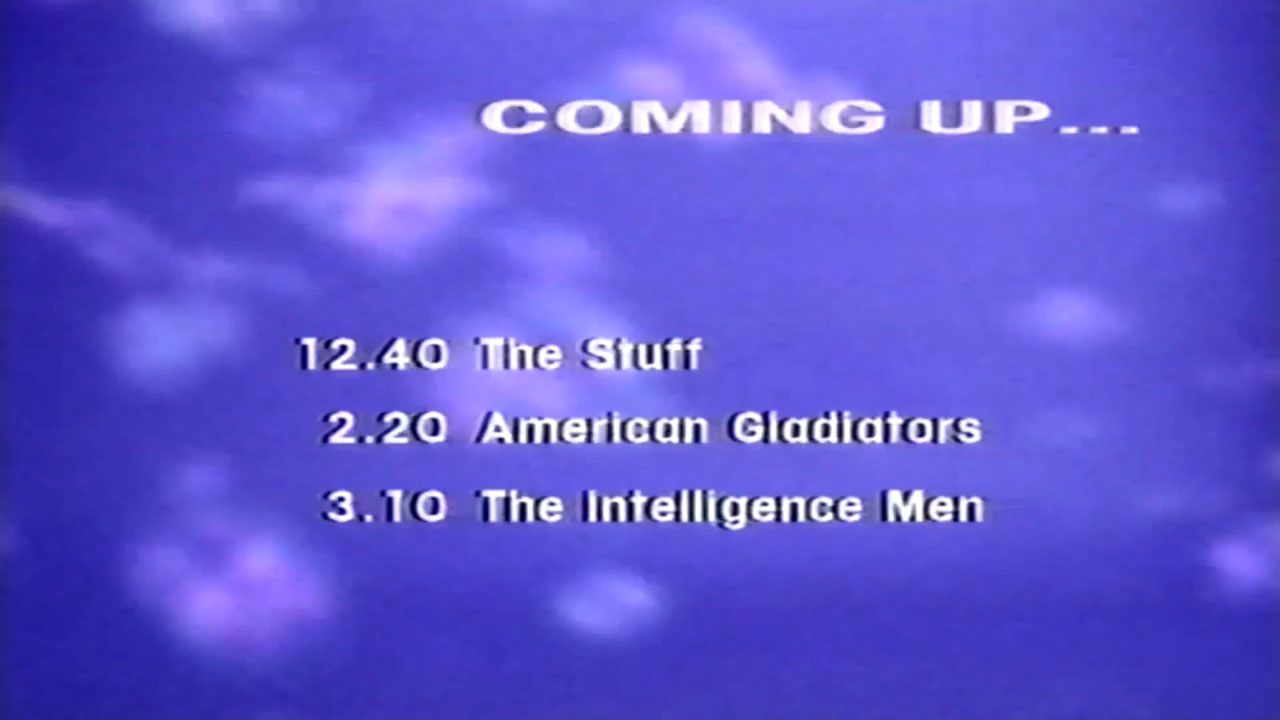 COMING UP...
12.40 The Stuff
2.20 American Gladiators
3.10 The Intelligence Men